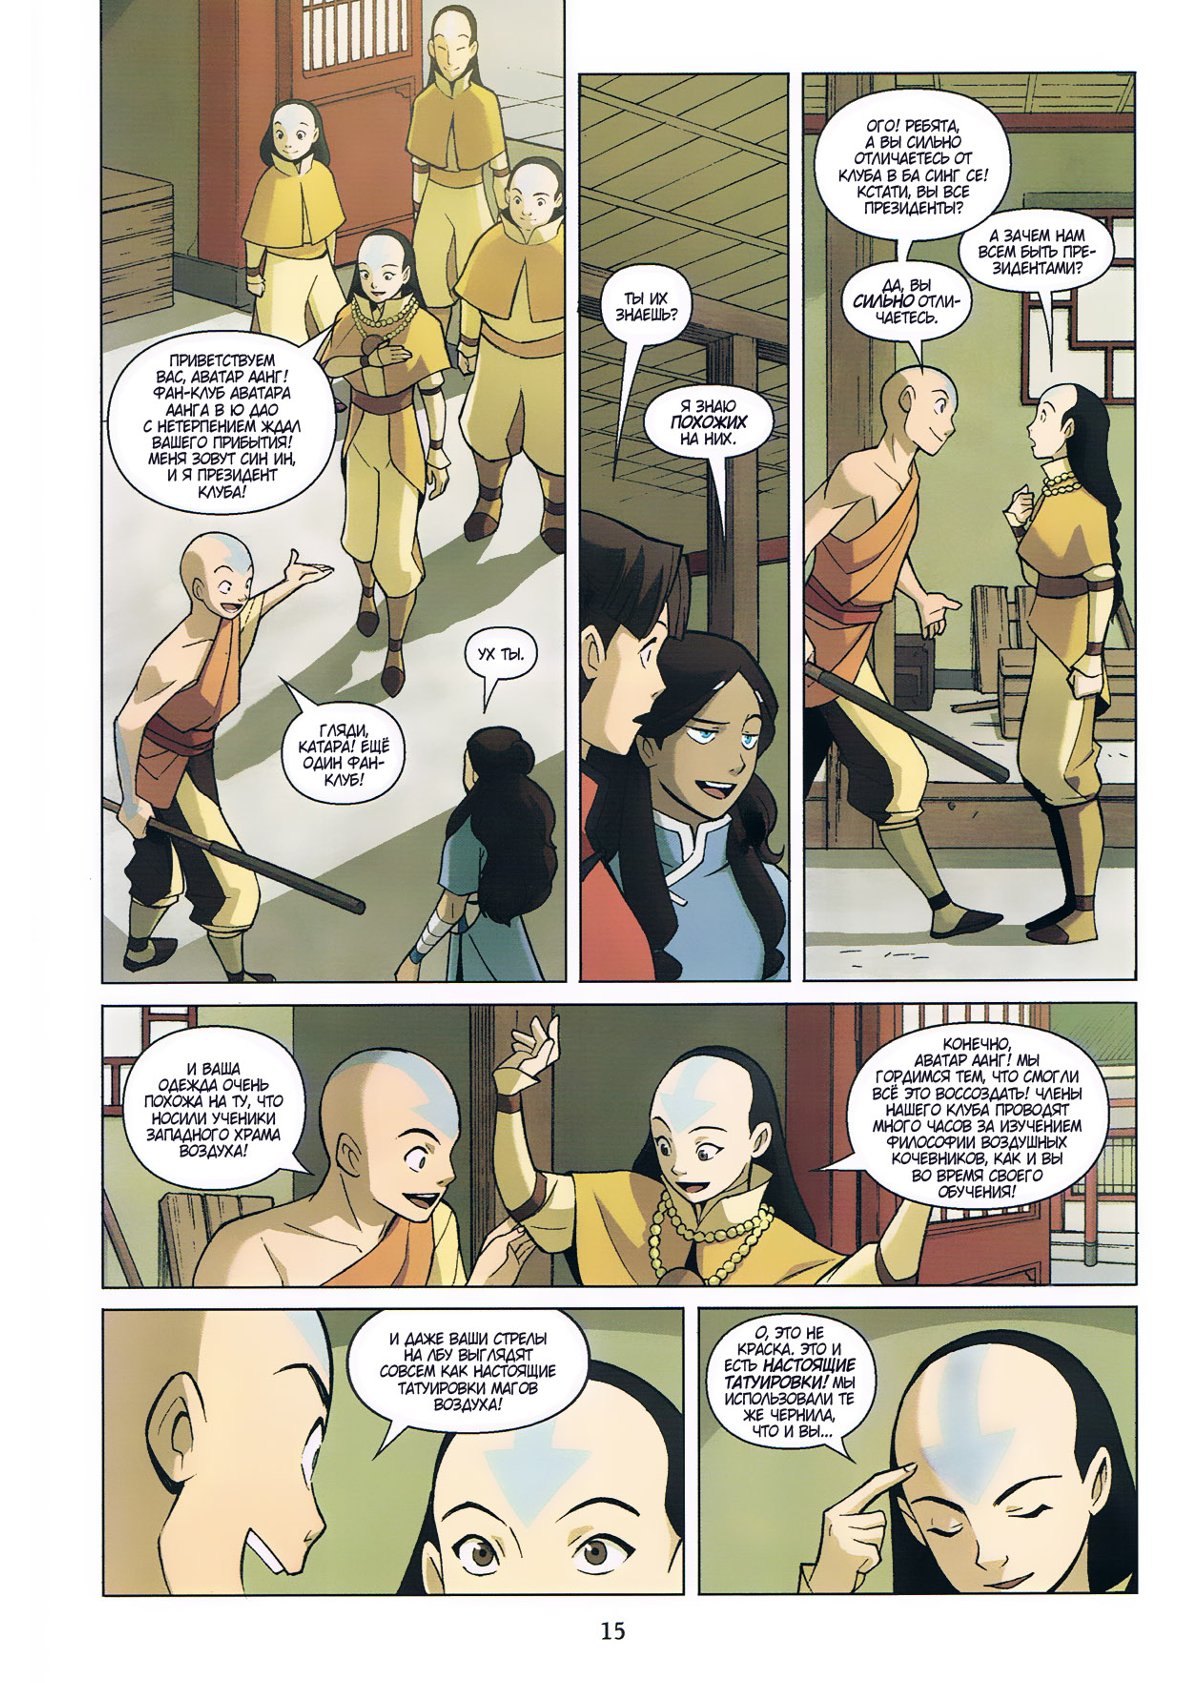 ПРИВЕТСТВУЕМ
ВАС, АВАТАР ААНГ!
ФАН-КЛУБ АВАТАРА
ААНГА В Ю ДАО
С НЕТЕРПЕНИЕМ ЖДАЛ
ВАШЕГО ПРИБЫТИЯ!
МЕНЯ ЗОВУТ СИН ИН,
И Я ПРЕЗИДЕНТ
КЛУБА!
ГЛЯДИ,
КАТАРА! ЕЩЁ
ОДИН ФАН-
КЛУБ!
УХ ТЫ.
ТЫ ИХ
ЗНАЕШЬ?
Я ЗНАЮ
ПОХОЖИХ
НА НИХ.
ОГО! РЕБЯТА,
А ВЫ СИЛЬНО
ОТЛИЧАЕТЕСЬ ОТ
КЛУБА В БА СИНГ СЕ!
КСТАТИ, ВЫ ВСЕ
ПРЕЗИДЕНТЫ?
А ЗАЧЕМ НАМ
ВСЕМ БЫТЬ ПРЕ-
ЗИДЕНТАМИ?
ДА, ВЫ
СИЛЬНО ОТЛИ-
ЧАЕТЕСЬ.
И ВАША
ОДЕЖДА ОЧЕНЬ
ПОХОЖА НА ТУ, ЧТО
НОСИЛИ УЧЕНИКИ
ЗАПАДНОГО ХРАМА
ВОЗДУХА!
КОНЕЧНО,
АВАТАР ААНГ! МЫ
ГОРДИМСЯ ТЕМ, ЧТО СМОГЛИ
ВСЁ ЭТО ВОССОЗДАТЬ! ЧЛЕНЫ
НАШЕГО КЛУБА ПРОВОДЯТ
МНОГО ЧАСОВ ЗА ИЗУЧЕНИЕМ
ФИЛОСОФИИ ВОЗДУШНЫХ
КОЧЕВНИКОВ, КАК И ВЫ
ВО ВРЕМЯ СВОЕГО
ОБУЧЕНИЯ!
И ДАЖЕ ВАШИ СТРЕЛЫ
НА ЛБУ ВЫГЛЯДЯТ
СОВСЕМ КАК НАСТОЯЩИЕ
ТАТУИРОВКИ МАГОВ
ВОЗДУХА!
О, ЭТО НЕ
КРАСКА. ЭТО И
ЕСТЬ НАСТОЯЩИЕ
ТАТУИРОВКИ! МЫ
ИСПОЛЬЗОВАЛИ ТЕ
ЖЕ ЧЕРНИЛА,
ЧТО И ВЫ...
15